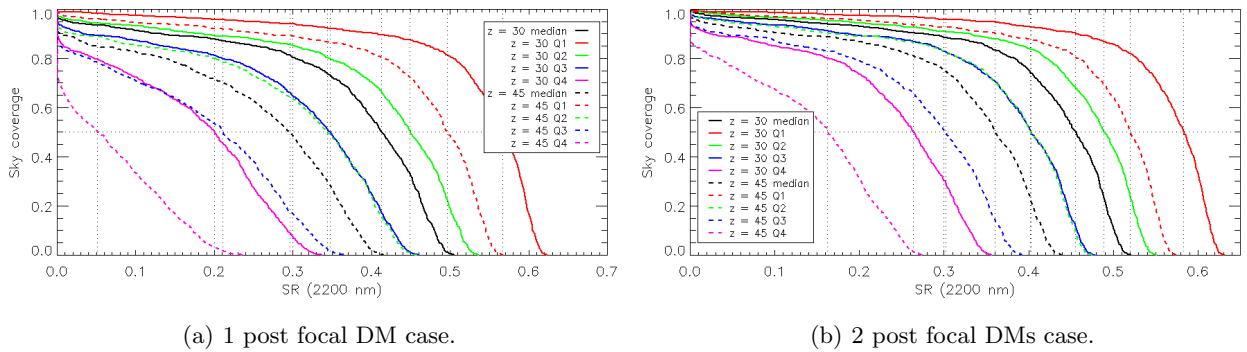 1.0
0.8
0.6
0.4
0.2
0.0
Sky coverage
0.0 0.1 0.2 0.3 0.4 0.5 0.6 0.7
SR (2200 nm)
z = 30 median
z = 30 Q1
z = 30 Q2
z = 30 Q3
z = 30 Q4
z = 45 median
z = 45 Q1
z = 45 Q2
z = 45 Q3
z = 45 Q4
(a) 1 post focal DM case.
1.0
0.8
0.6
0.4
0.2
0.0
Sky coverage
0.0 0.1 0.2 0.3 0.4 0.5 0.6
SR (2200 nm)
z = 30 median
z = 30 Q1
z = 30 Q2
z = 30 Q3
z = 30 Q4
z = 45 median
z = 45 Q1
z = 45 Q2
z = 45 Q3
z = 45 Q4
(b) 2 post focal DMs case.